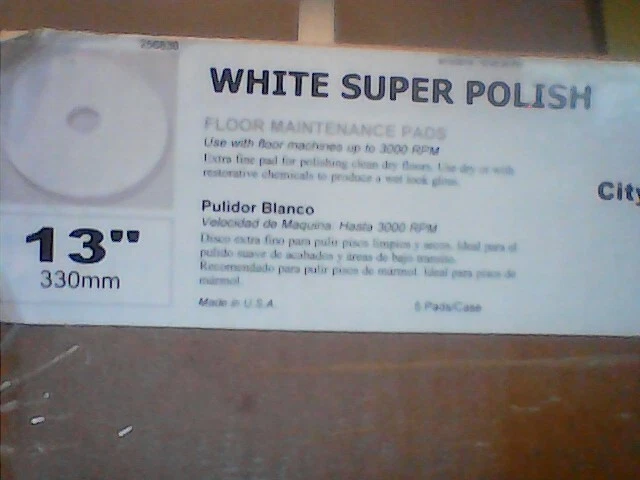 WHITE SUPER POLISH
FLOOR MAINTENANCE PADS
Use with floor machines up to 3000 RPM
Extra fine pad for polishing clean dry floors. Use dry or with
restorative chemicals to produce a wet look gloss.
City
Pulidor Blanco
Velocidad de Maquina: Hasta 3000 RPM
Disco extra fino para pulir pisos limpios y secos. Ideal para el
pulido suave de acabados y áreas de bajo transito.
Recomendado para pulir pisos de mármol. Ideal para pisos de
mármol.
13"
330mm
Made in U.S.A.
5 Pads/Case